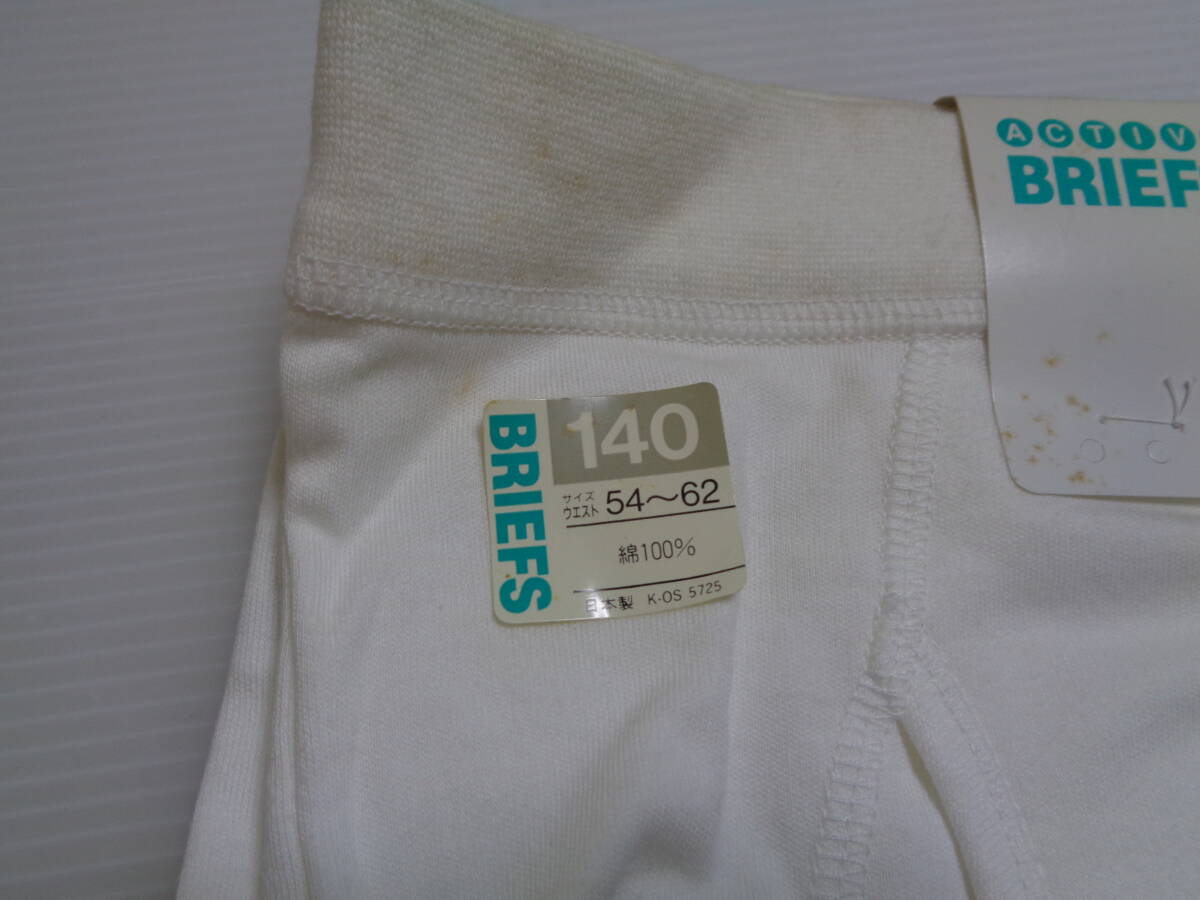 ACTIV
BRIEF
BRIEFS
140
サイズ
ウエスト 54～62
綿100%
日本製 K-OS 5725